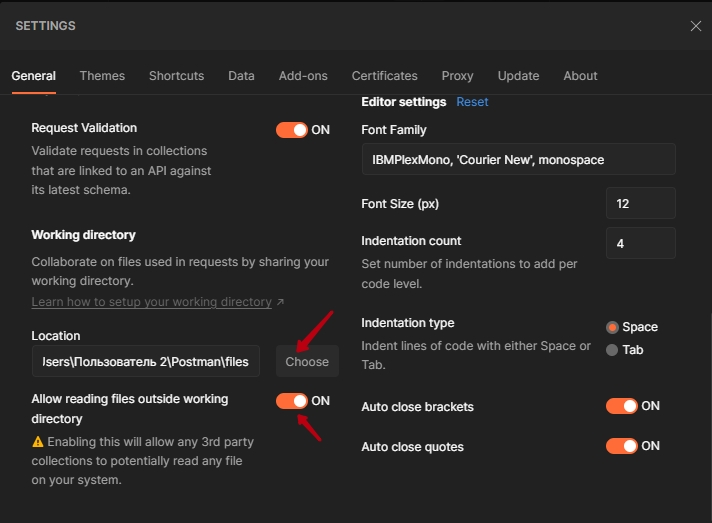 SETTINGS
General Themes Shortcuts Data Add-ons Certificates Proxy Update About
Request Validation
ON
Validate requests in collections
that are linked to an API against
its latest schema.
Working directory
Collaborate on files used in requests by sharing your
working directory.
Learn how to setup your working directory ↗
Location
lsers\Пользователь 2\Postman\files
Choose
Allow reading files outside working
directory
ON
⚠ Enabling this will allow any 3rd party
collections to potentially read any file
on your system.
Editor settings Reset
Font Family
IBMPlexMono, 'Courier New', monospace
Font Size (px)
12
Indentation count
4
Set number of indentations to add per
code level.
Indentation type
Indent lines of code with either Space or
Tab.
Space
Tab
Auto close brackets
ON
Auto close quotes
ON